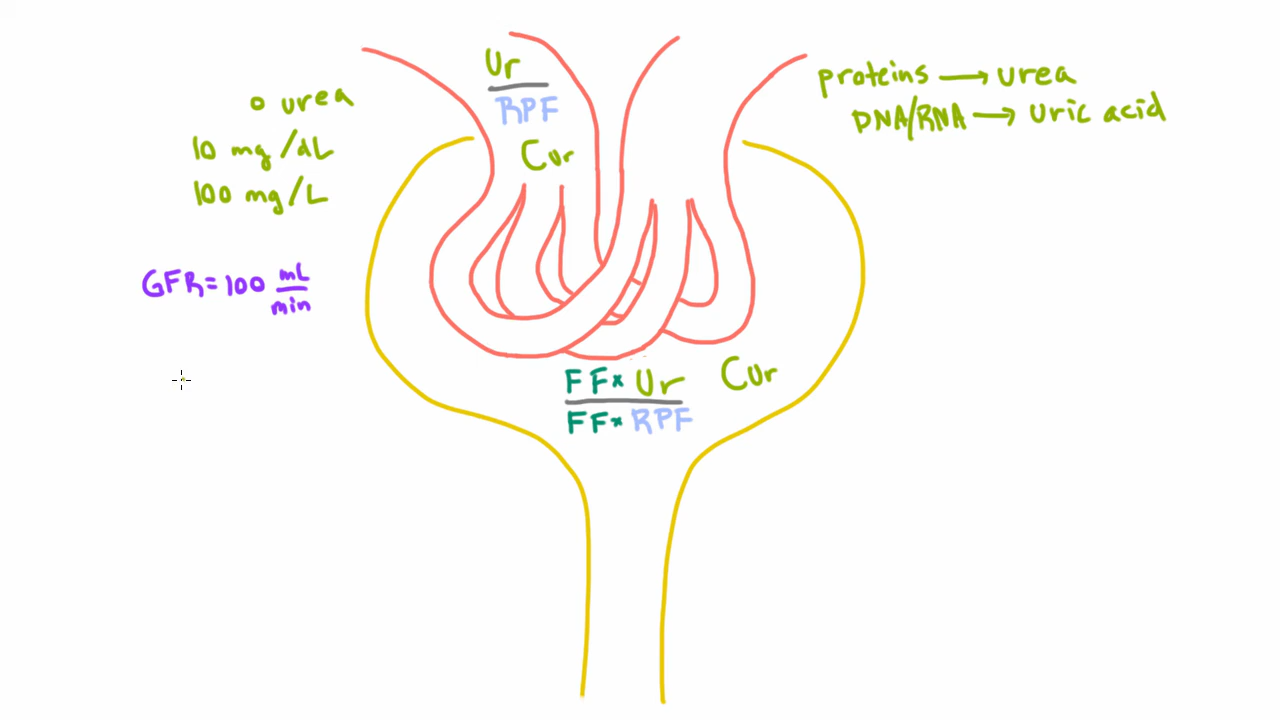 Ur
RPF
Cur
o urea
10 mg/dL
100 mg/L
GFR=100 mL
min
proteins → urea
DNA/RNA → Uric acid
FF× Ur
FF× RPF
Cur